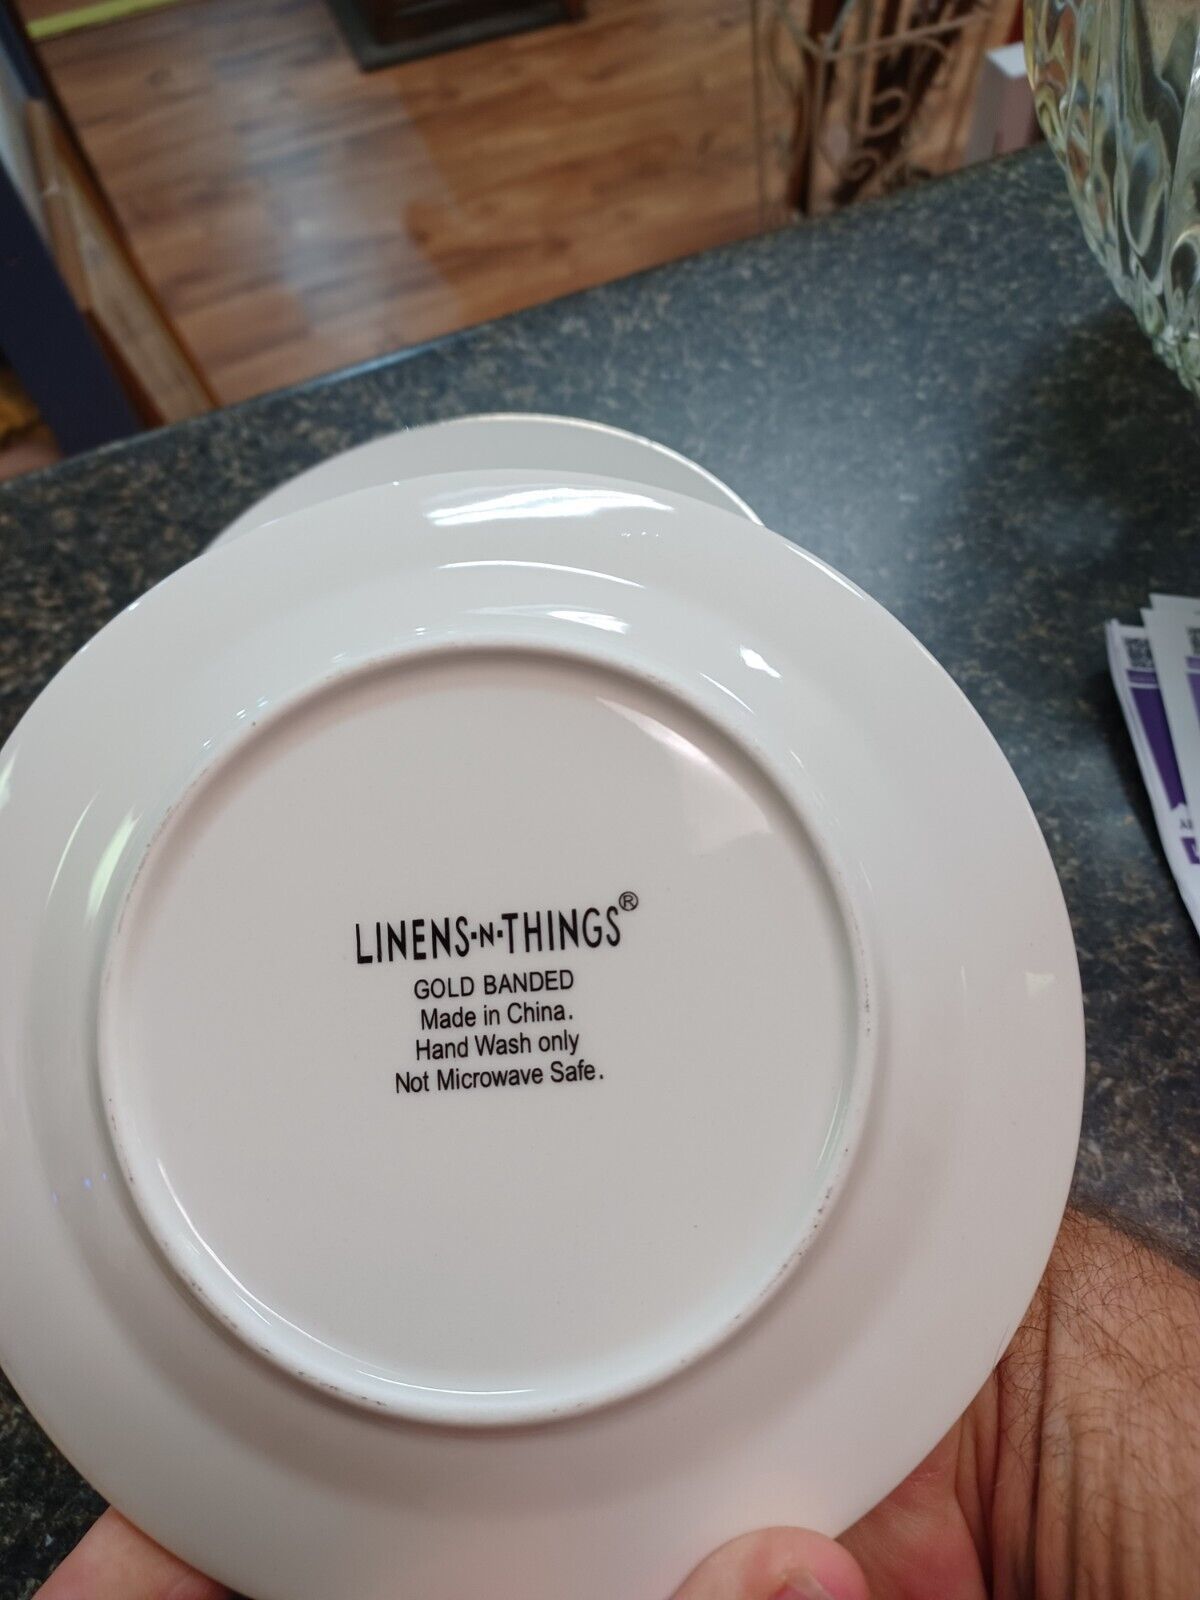 LINENS·N·THINGS®
GOLD BANDED
Made in China.
Hand Wash only
Not Microwave Safe.